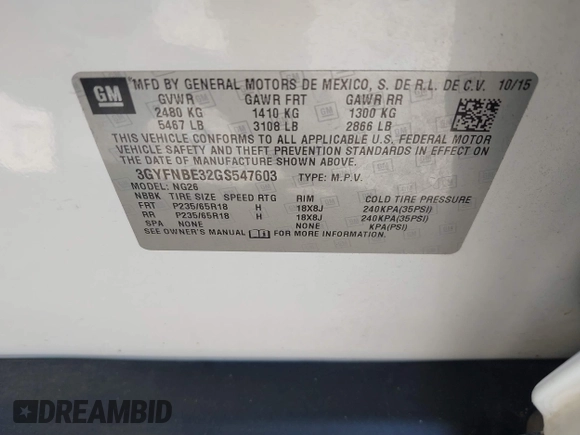 GM MFD BY GENERAL MOTORS DE MEXICO, S. DE R.L. DE C.V. 10/15
GVWR GAWR FRT GAWR RR
2480 KG 1410 KG 1300 KG
5467 LB 3108 LB 2866 LB
THIS VEHICLE CONFORMS TO ALL APPLICABLE U.S. FEDERAL MOTOR
VEHICLE SAFETY AND THEFT PREVENTION STANDARDS IN EFFECT ON
THE DATE OF MANUFACTURE SHOWN ABOVE.
3GYFNBE32GS547603 TYPE: M.P.V.
MODEL: NG26
NBBK TIRE SIZE SPEED RTG RIM COLD TIRE PRESSURE
FRT P235/65R18 H 18X8J 240KPA(35PSI)
RR P235/65R18 H 18X8J 240KPA(35PSI)
SPA NONE NONE KPA(PSI)
SEE OWNER'S MANUAL FOR MORE INFORMATION.
DREAMBID